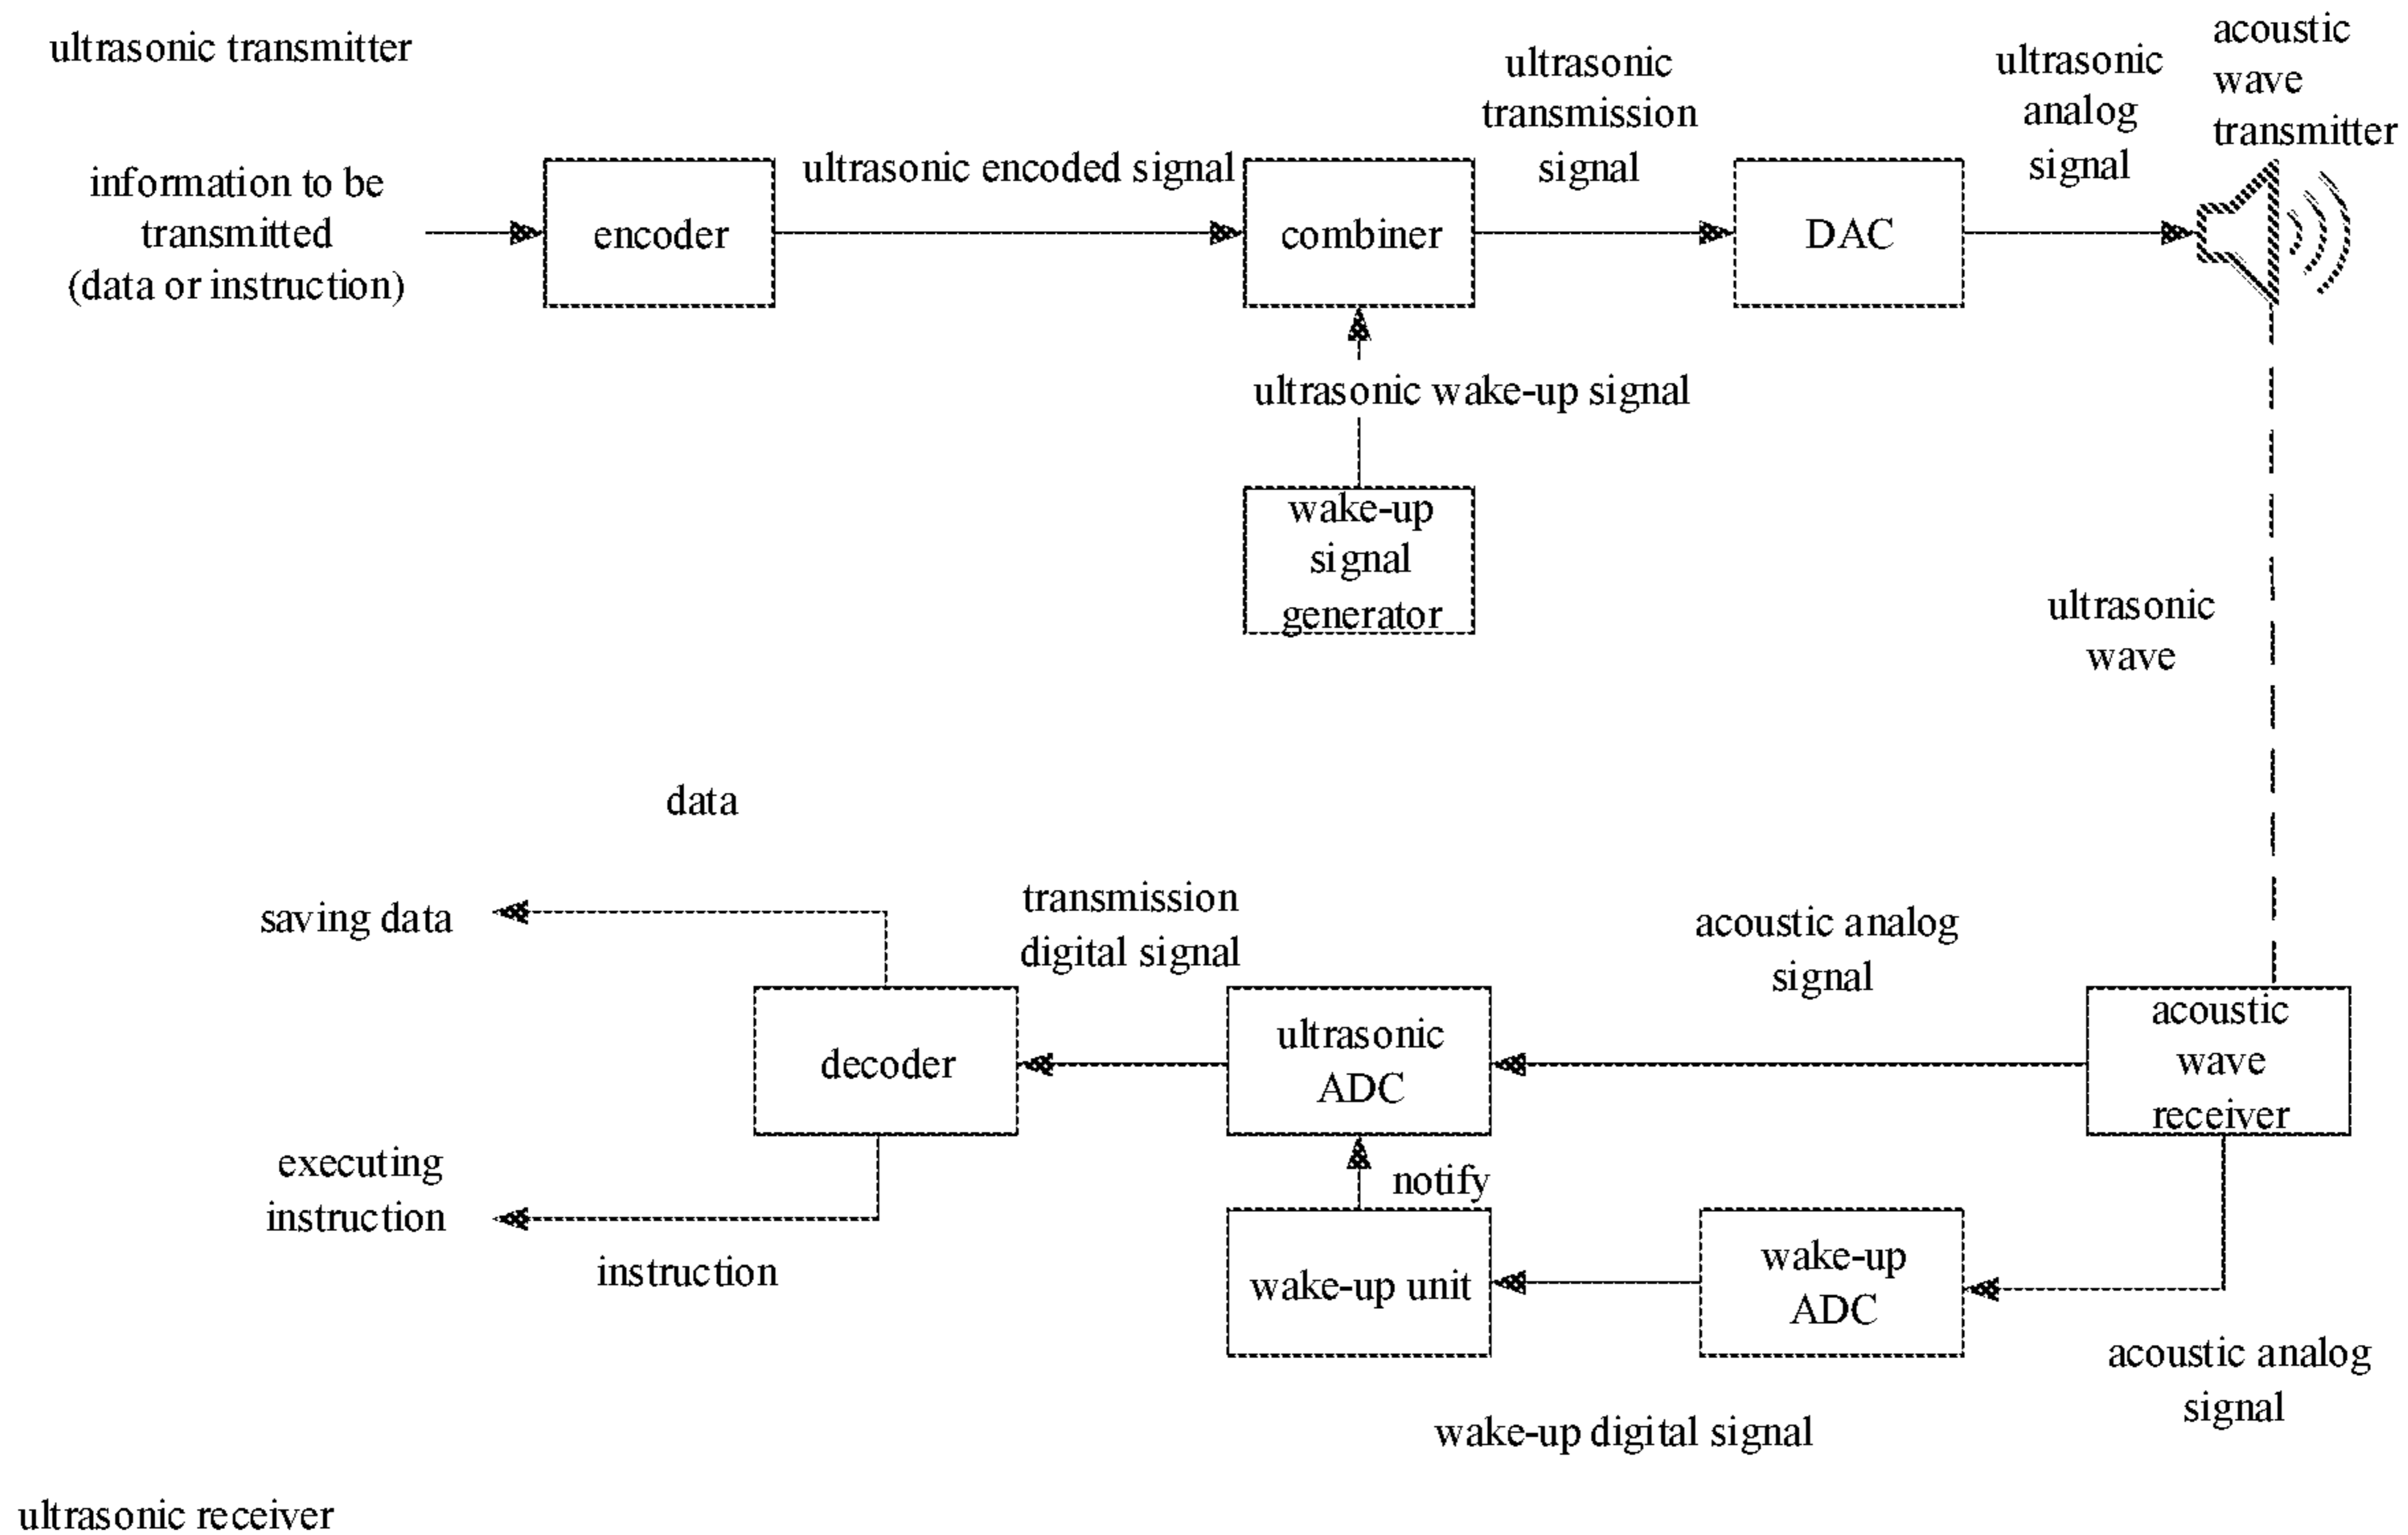 ultrasonic transmitter
information to be
transmitted
(data or instruction)
encoder
ultrasonic encoded signal
combiner
ultrasonic
transmission
signal
DAC
ultrasonic
analog
signal
acoustic
wave
transmitter
ultrasonic wake-up signal
wake-up
signal
generator
ultrasonic
wave
data
saving data
transmission
digital signal
acoustic analog
signal
decoder
ultrasonic
ADC
acoustic
wave
receiver
executing
instruction
instruction
notify
wake-up unit
wake-up
ADC
acoustic analog
signal
wake-up digital signal
ultrasonic receiver